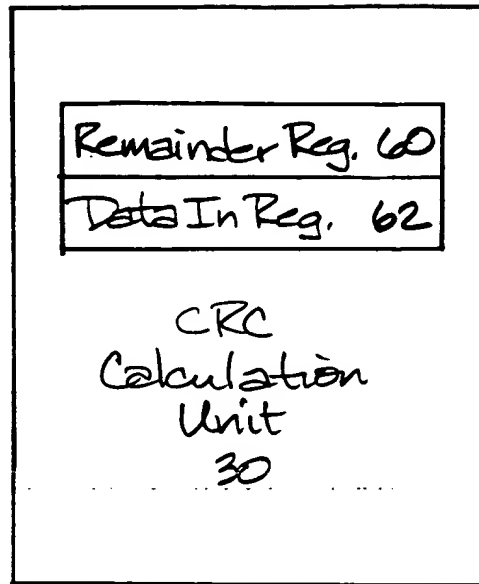 Remainder Reg. 60
Data In Reg. 62
CRC
Calculation
Unit
30